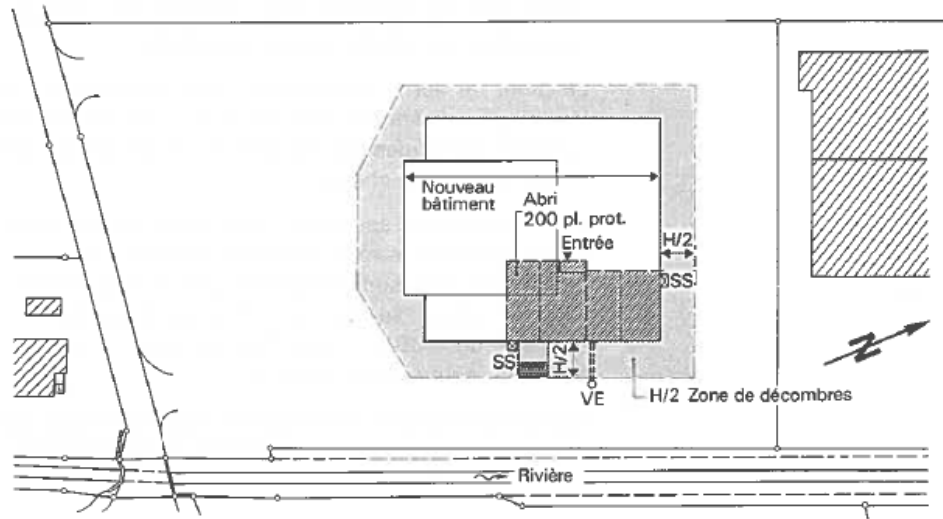 Nouveau
bâtiment
Abri
200 pl. prot.
Entrée
H/2
SS
SS
H/2
VE
H/2 Zone de décombres
N
Rivière